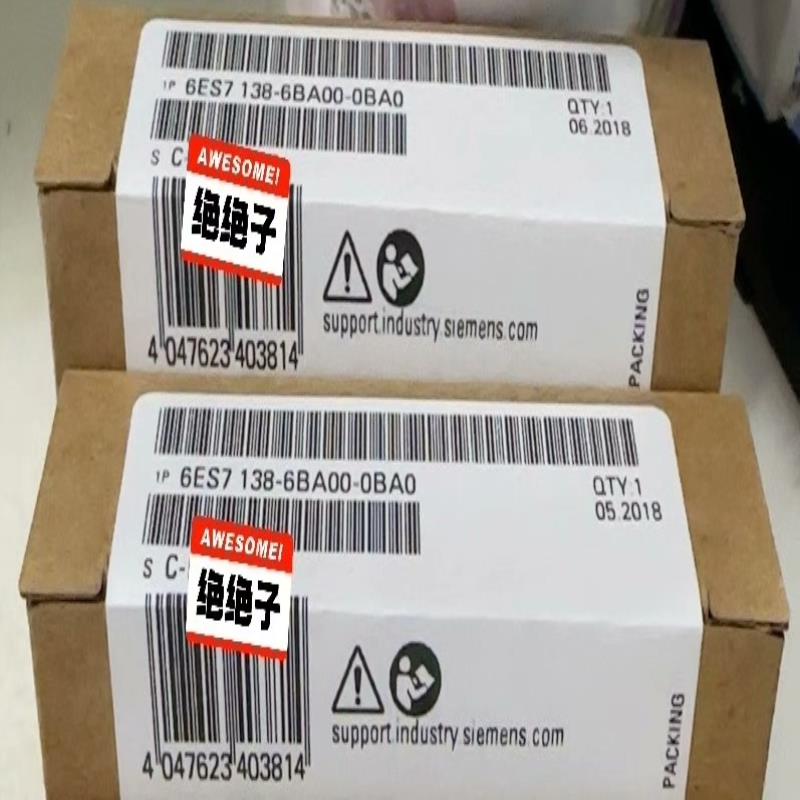 1P 6ES7 138-6BA00-0BA0
QTY:1
06.2018
S C-
AWESOME!
绝绝子
support.industry.siemens.com
4 047623 403814
PACKING
1P 6ES7 138-6BA00-0BA0
QTY:1
05.2018
S C-
AWESOME!
绝绝子
support.industry.siemens.com
4 047623 403814
PACKING